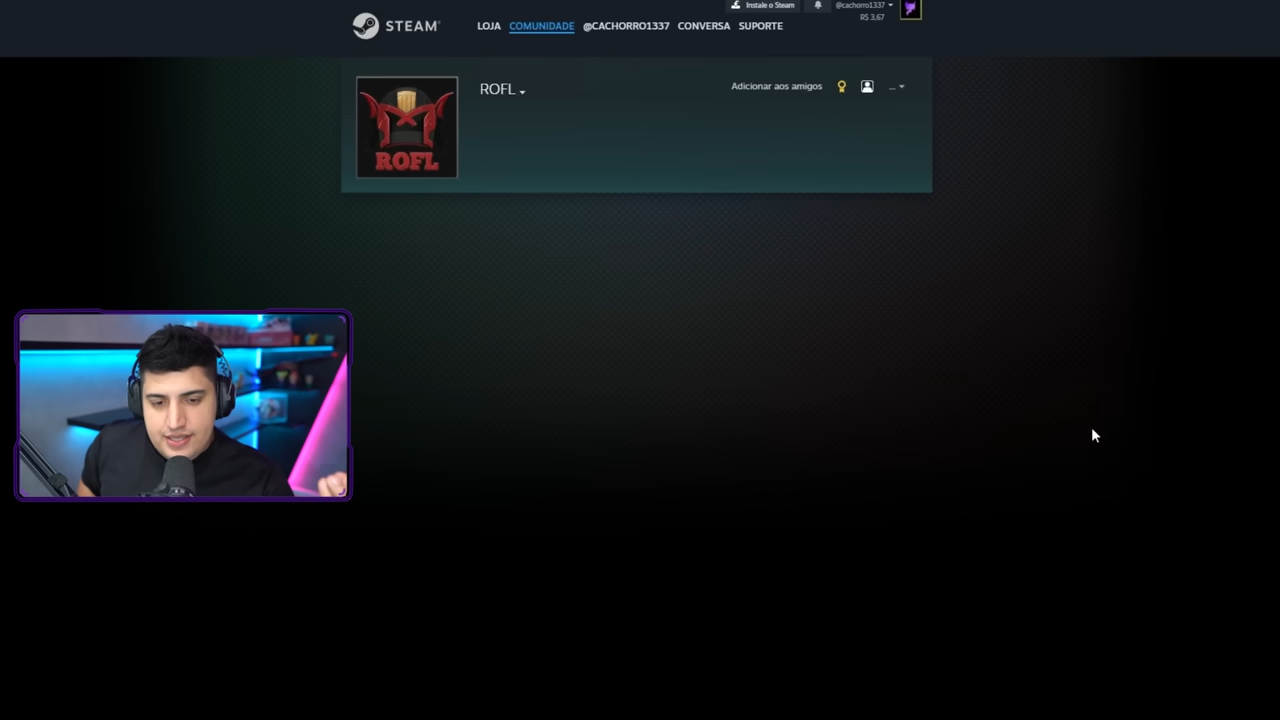 Instale o Steam
@cachorro1337
R$ 3,67
STEAM
LOJA
COMUNIDADE
@CACHORRO1337
CONVERSA
SUPORTE
ROFL
Adicionar aos amigos
...
ROFL